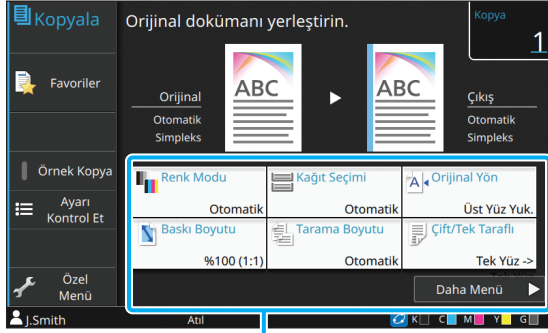 Kopyala
Orijinal dokümanı yerleştirin.
Kopya
1
Favoriler
Orijinal
Otomatik
Simpleks
ABC
ABC
Çıkış
Otomatik
Simpleks
Örnek Kopya
Ayarı
Kontrol Et
Özel
Menü
Renk Modu
Otomatik
Kağıt Seçimi
Otomatik
Orijinal Yön
A
Üst Yüz Yuk.
Baskı Boyutu
%100 (1:1)
Tarama Boyutu
Otomatik
Çift/Tek Taraflı
Tek Yüz ->
Daha Menü
J.Smith
Atıl
K C M Y G